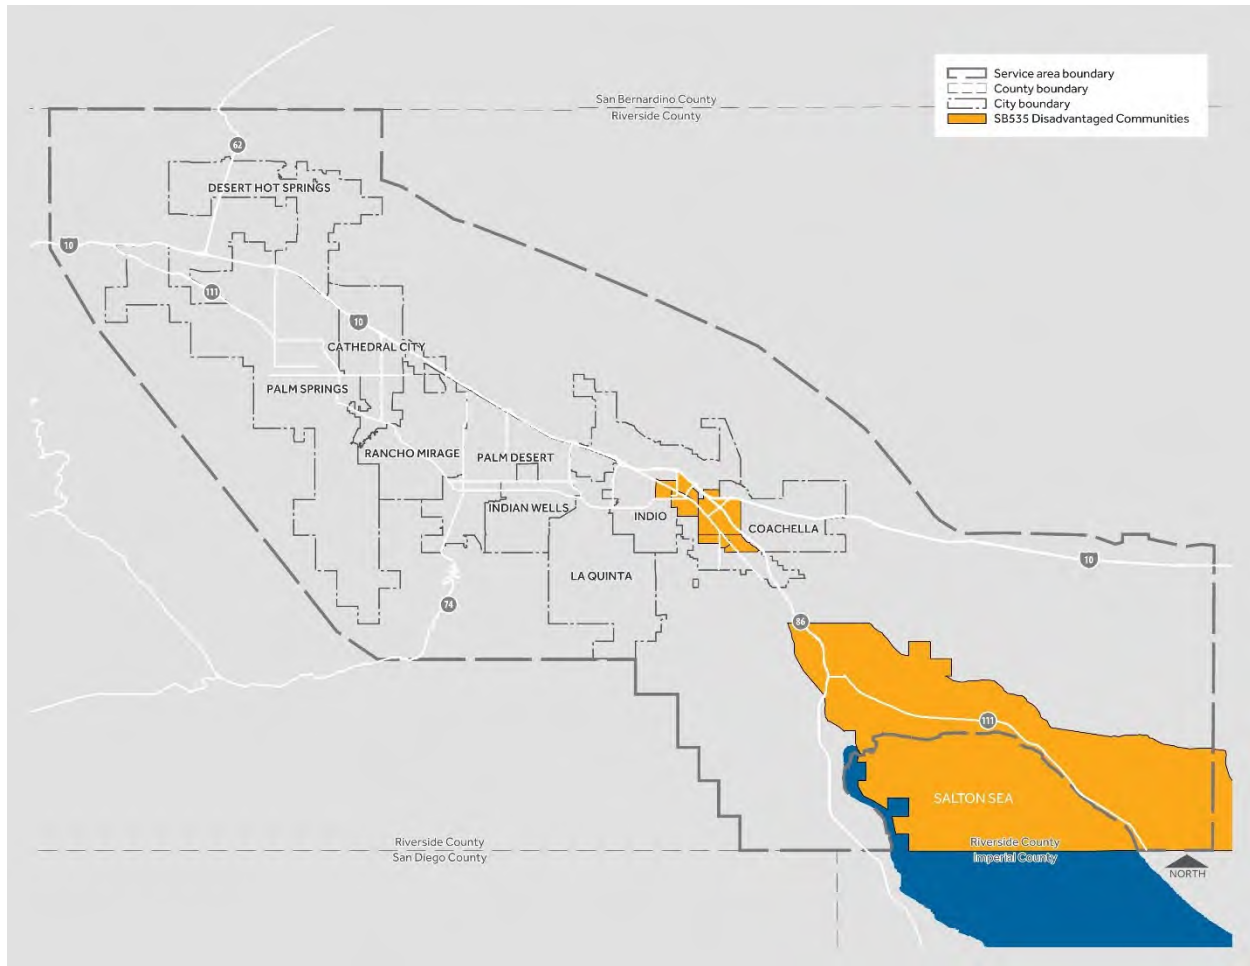 Service area boundary
County boundary
City boundary
SB535 Disadvantaged Communities
San Bernardino County
Riverside County
62
DESERT HOT SPRINGS
10
111
10
CATHEDRAL CITY
PALM SPRINGS
RANCHO MIRAGE
PALM DESERT
INDIAN WELLS
INDIO
COACHELLA
10
LA QUINTA
74
86
111
SALTON SEA
Riverside County
San Diego County
Riverside County
Imperial County
NORTH